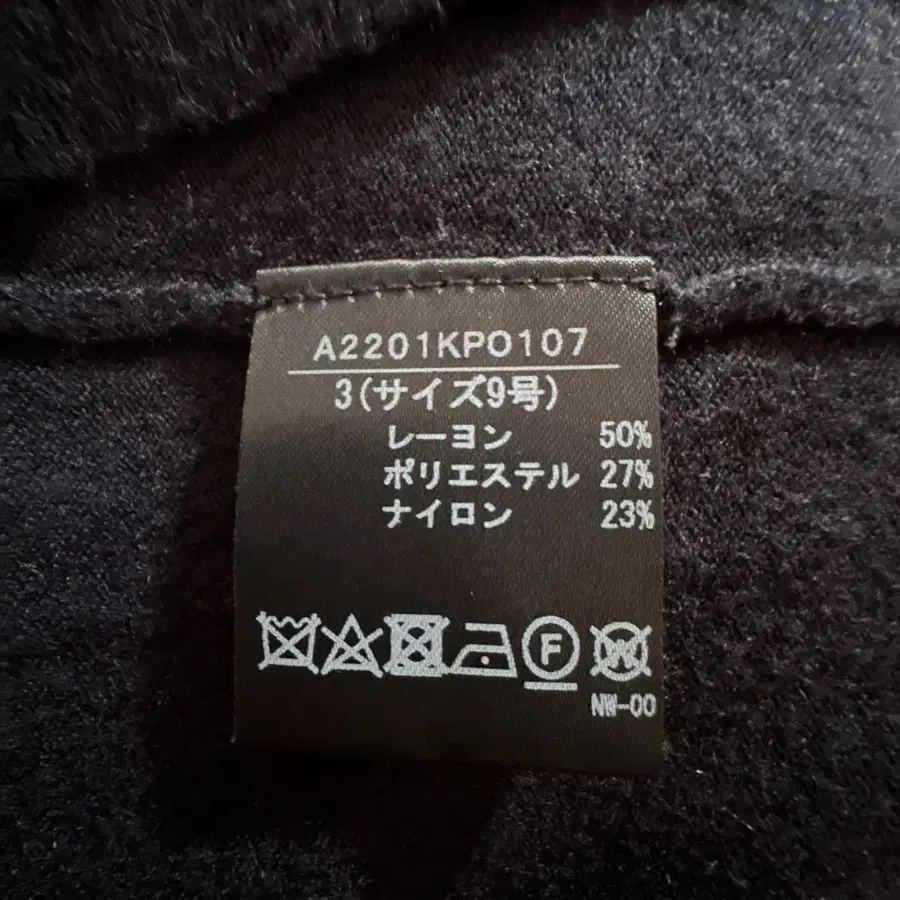 A2201KPO107
3(サイズ9号)
レーヨン 50%
ポリエステル 27%
ナイロン 23%
F W
NW-00